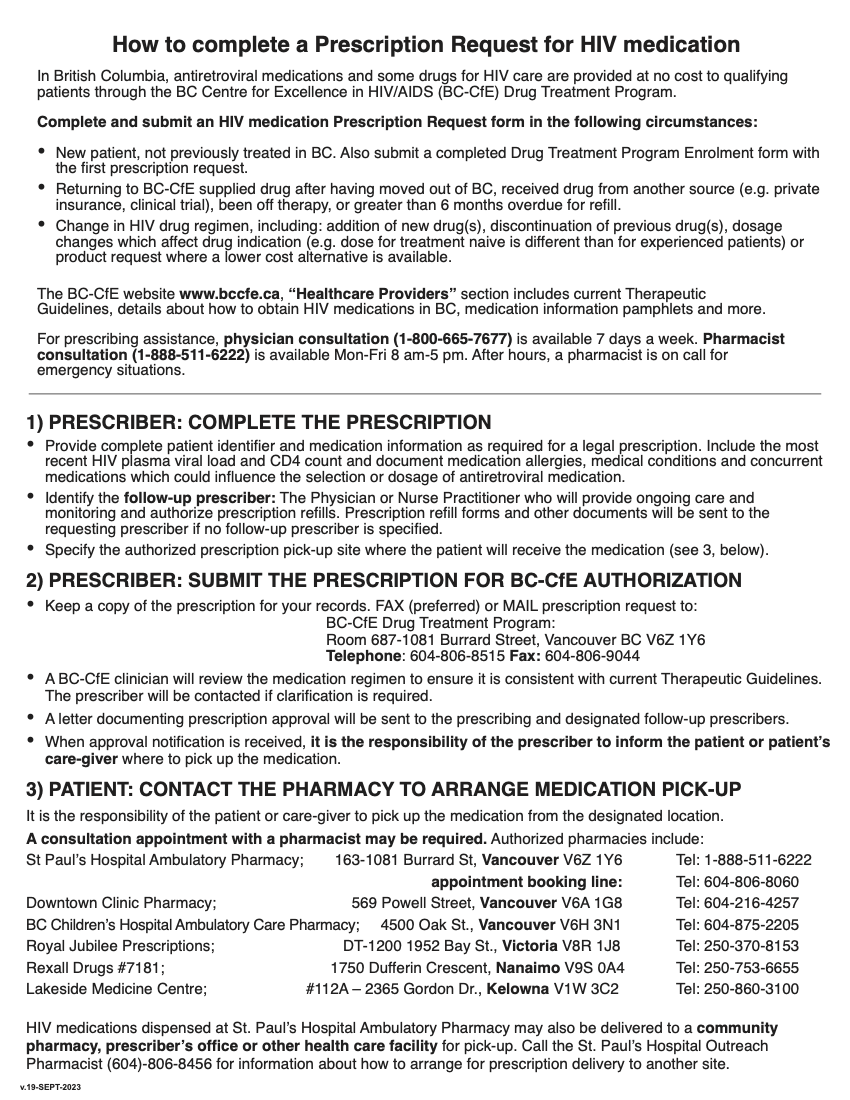 How to complete a Prescription Request for HIV medication
In British Columbia, antiretroviral medications and some drugs for HIV care are provided at no cost to qualifying
patients through the BC Centre for Excellence in HIV/AIDS (BC-CfE) Drug Treatment Program.
Complete and submit an HIV medication Prescription Request form in the following circumstances:
• New patient, not previously treated in BC. Also submit a completed Drug Treatment Program Enrolment form with
the first prescription request.
• Returning to BC-CfE supplied drug after having moved out of BC, received drug from another source (e.g. private
insurance, clinical trial), been off therapy, or greater than 6 months overdue for refill.
• Change in HIV drug regimen, including: addition of new drug(s), discontinuation of previous drug(s), dosage
changes which affect drug indication (e.g. dose for treatment naive is different than for experienced patients) or
product request where a lower cost alternative is available.
The BC-CfE website www.bccfe.ca, “Healthcare Providers” section includes current Therapeutic
Guidelines, details about how to obtain HIV medications in BC, medication information pamphlets and more.
For prescribing assistance, physician consultation (1-800-665-7677) is available 7 days a week. Pharmacist
consultation (1-888-511-6222) is available Mon-Fri 8 am-5 pm. After hours, a pharmacist is on call for
emergency situations.
1) PRESCRIBER: COMPLETE THE PRESCRIPTION
• Provide complete patient identifier and medication information as required for a legal prescription. Include the most
recent HIV plasma viral load and CD4 count and document medication allergies, medical conditions and concurrent
medications which could influence the selection or dosage of antiretroviral medication.
• Identify the follow-up prescriber: The Physician or Nurse Practitioner who will provide ongoing care and
monitoring and authorize prescription refills. Prescription refill forms and other documents will be sent to the
requesting prescriber if no follow-up prescriber is specified.
• Specify the authorized prescription pick-up site where the patient will receive the medication (see 3, below).
2) PRESCRIBER: SUBMIT THE PRESCRIPTION FOR BC-CfE AUTHORIZATION
• Keep a copy of the prescription for your records. FAX (preferred) or MAIL prescription request to:
BC-CfE Drug Treatment Program:
Room 687-1081 Burrard Street, Vancouver BC V6Z 1Y6
Telephone: 604-806-8515 Fax: 604-806-9044
• A BC-CfE clinician will review the medication regimen to ensure it is consistent with current Therapeutic Guidelines.
The prescriber will be contacted if clarification is required.
• A letter documenting prescription approval will be sent to the prescribing and designated follow-up prescribers.
• When approval notification is received, it is the responsibility of the prescriber to inform the patient or patient’s
care-giver where to pick up the medication.
3) PATIENT: CONTACT THE PHARMACY TO ARRANGE MEDICATION PICK-UP
It is the responsibility of the patient or care-giver to pick up the medication from the designated location.
A consultation appointment with a pharmacist may be required. Authorized pharmacies include:
St Paul’s Hospital Ambulatory Pharmacy; 163-1081 Burrard St, Vancouver V6Z 1Y6 Tel: 1-888-511-6222
appointment booking line: Tel: 604-806-8060
Downtown Clinic Pharmacy; 569 Powell Street, Vancouver V6A 1G8 Tel: 604-216-4257
BC Children’s Hospital Ambulatory Care Pharmacy; 4500 Oak St., Vancouver V6H 3N1 Tel: 604-875-2205
Royal Jubilee Prescriptions; DT-1200 1952 Bay St., Victoria V8R 1J8 Tel: 250-370-8153
Rexall Drugs #7181; 1750 Dufferin Crescent, Nanaimo V9S 0A4 Tel: 250-753-6655
Lakeside Medicine Centre; #112A – 2365 Gordon Dr., Kelowna V1W 3C2 Tel: 250-860-3100
HIV medications dispensed at St. Paul’s Hospital Ambulatory Pharmacy may also be delivered to a community
pharmacy, prescriber’s office or other health care facility for pick-up. Call the St. Paul’s Hospital Outreach
Pharmacist (604)-806-8456 for information about how to arrange for prescription delivery to another site.
v.19-SEPT-2023